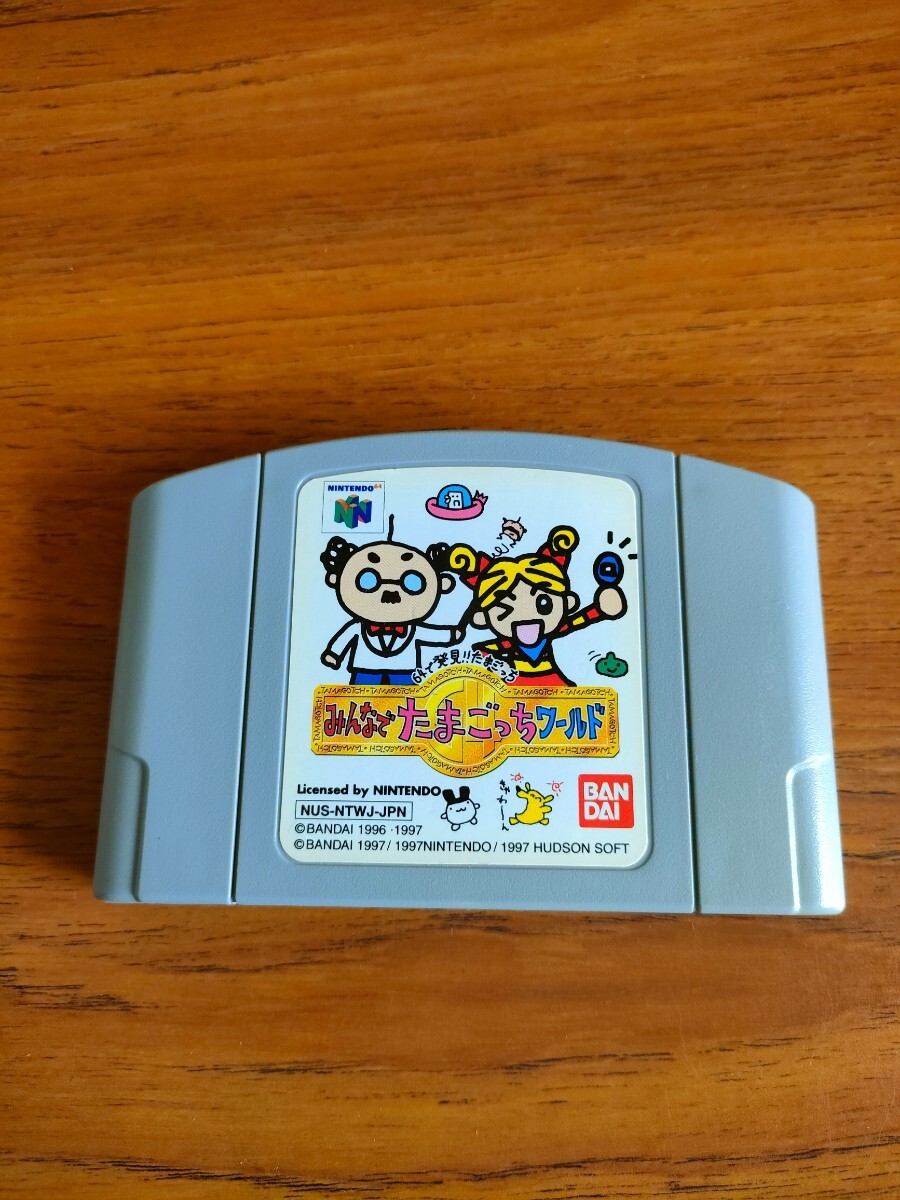 NINTENDO64
64で発見!!たまごっち
みんなでたまごっちワールド
Licensed by NINTENDO
NUS-NTWJ-JPN
©BANDAI 1996・1997
©BANDAI 1997/1997NINTENDO/1997 HUDSON SOFT
BAN
DAI